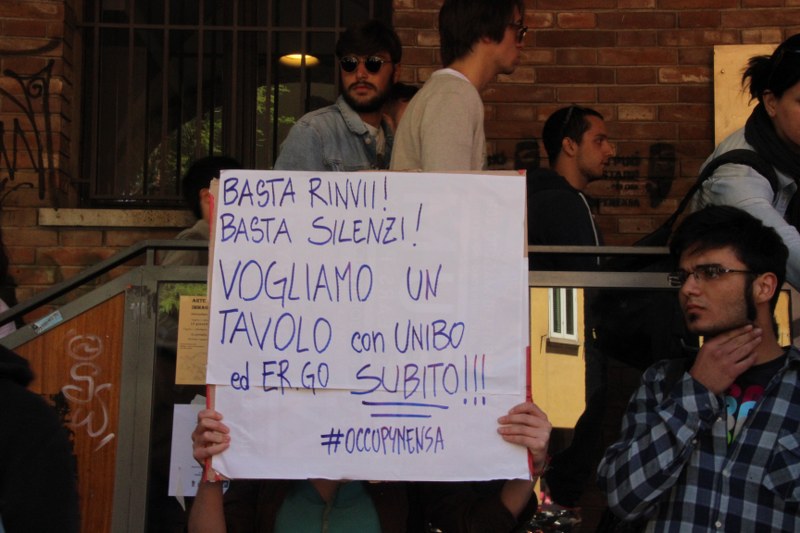 BASTA RINVII!
BASTA SILENZI!
VOGLIAMO UN
TAVOLO con UNIBO
ed ER.GO SUBITO!!!
#OCCUPYMENSA